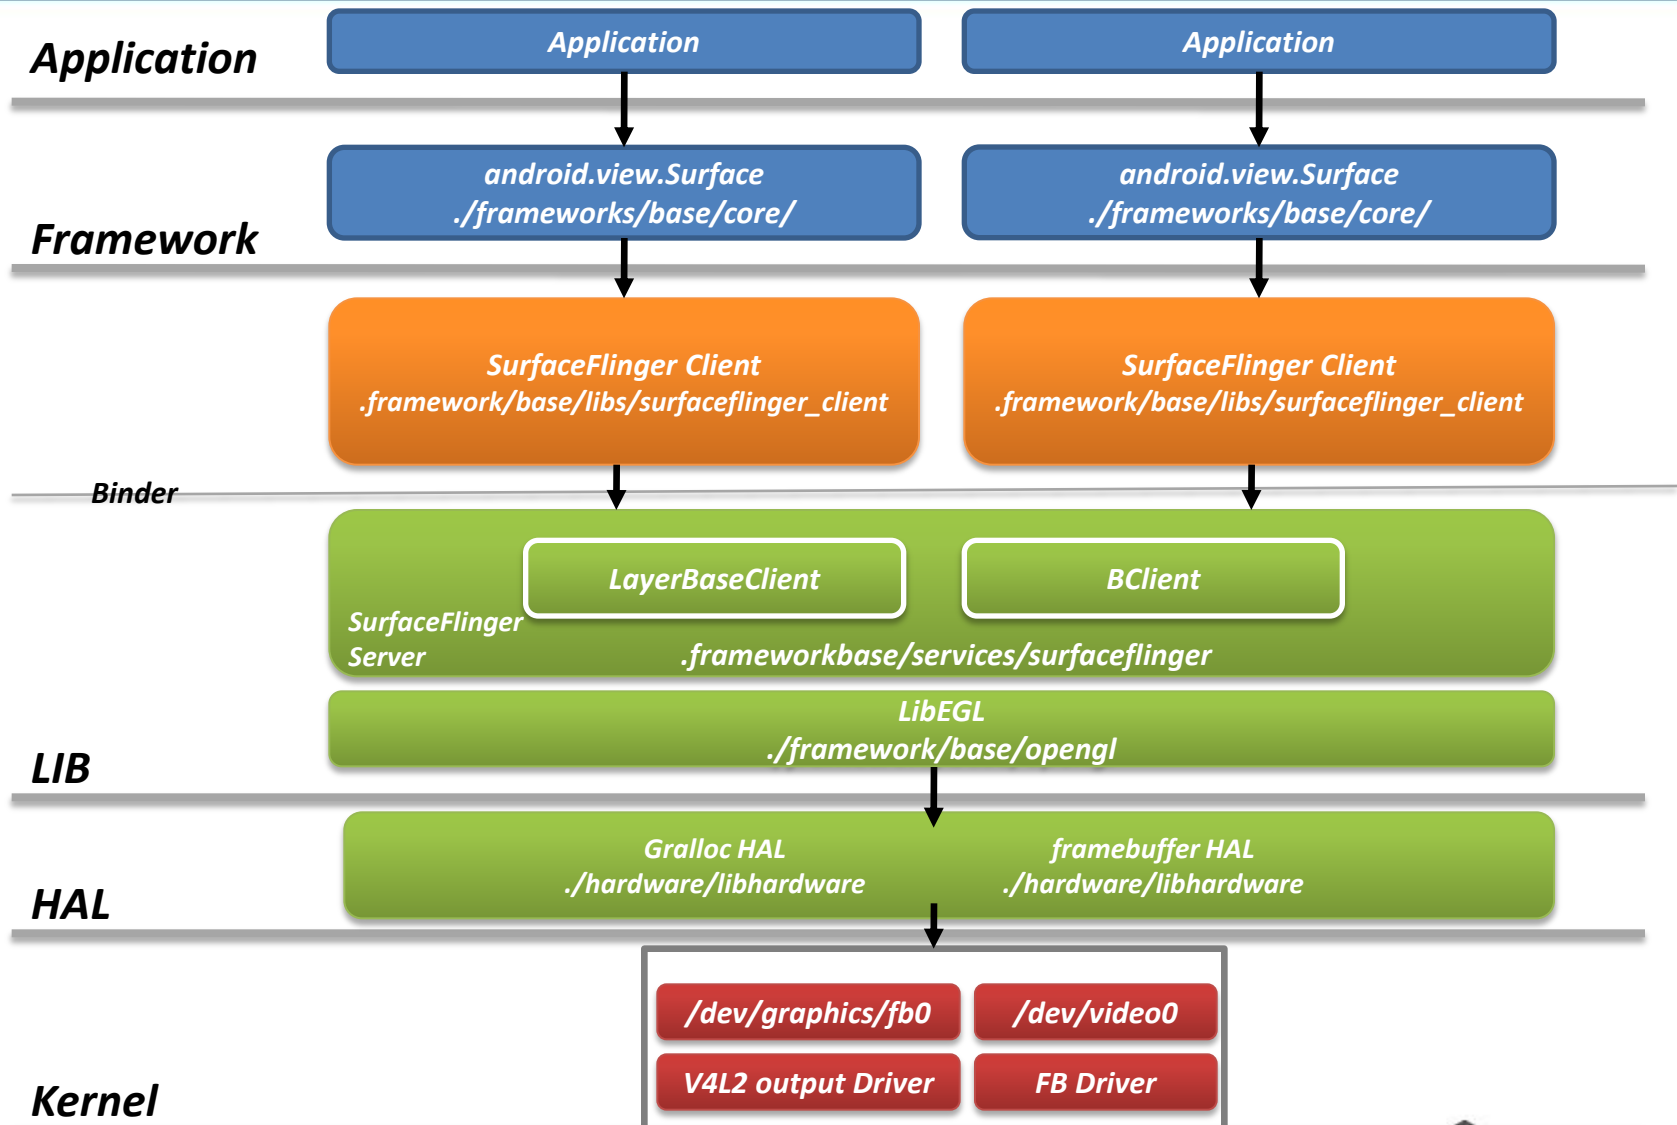 Application
Application
Application
android.view.Surface
./frameworks/base/core/
android.view.Surface
./frameworks/base/core/
Framework
SurfaceFlinger Client
.framework/base/libs/surfaceflinger_client
SurfaceFlinger Client
.framework/base/libs/surfaceflinger_client
Binder
LayerBaseClient
BClient
SurfaceFlinger
Server
.frameworkbase/services/surfaceflinger
LibEGL
./framework/base/opengl
LIB
Gralloc HAL
./hardware/libhardware
framebuffer HAL
./hardware/libhardware
HAL
/dev/graphics/fb0
/dev/video0
V4L2 output Driver
FB Driver
Kernel